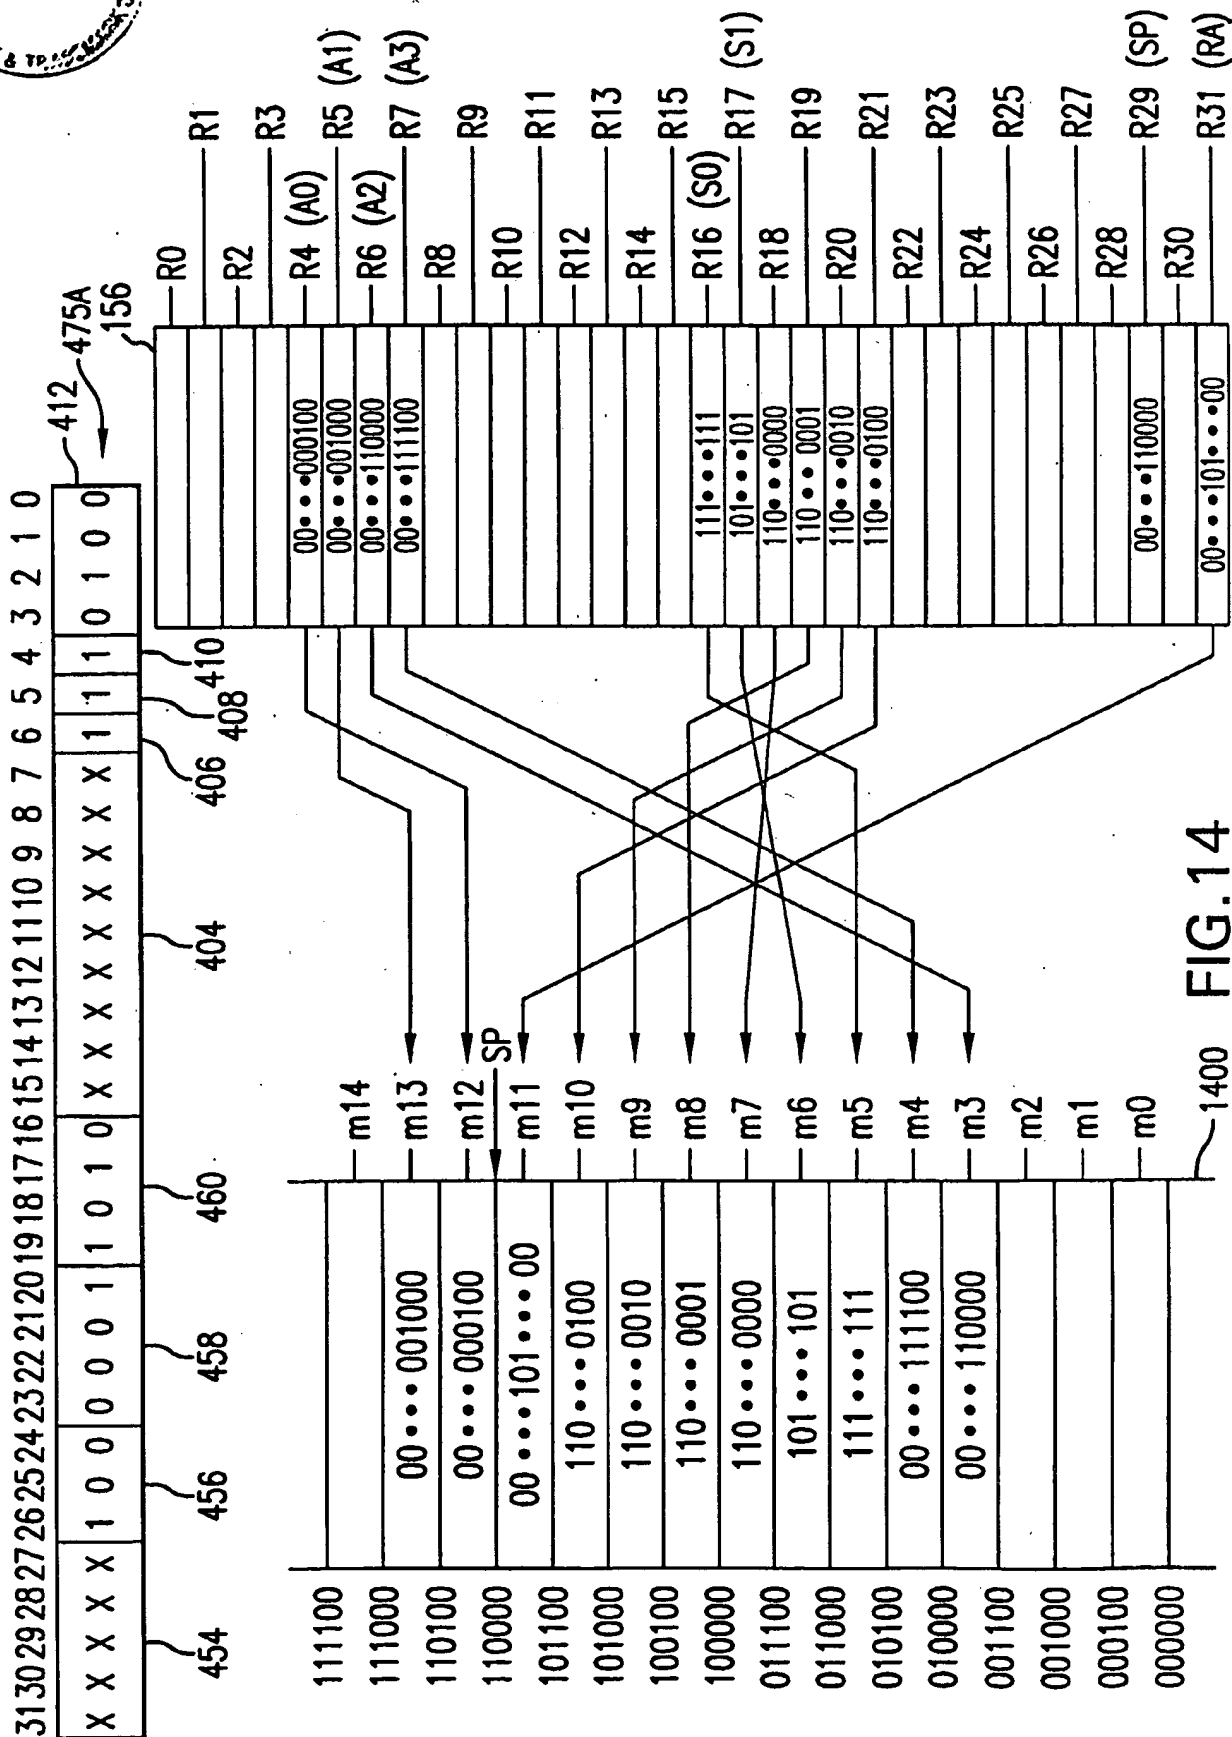 31 30 29 28 27 26 25 24 23 22 21 20 19 18 17 16 15 14 13 12 11 10 9 8 7 6 5 4 3 2 1 0
X X X X X 1 0 0 0 0 0 1 1 0 1 0 X X X X X X X X X 1 1 1 0 1 0 0
454 456 458 460 404 406 408 410 412 475A
156
R0
R1
R2
R3
R4 (A0) 00•••000100
R5 (A1) 00•••001000
R6 (A2) 00•••110000
R7 (A3) 00•••111100
R8
R9
R10
R11
R12
R13
R14
R15
R16 (S0) 111•••111
R17 (S1) 101•••101
R18 110•••0000
R19 110••0001
R20 110•••0010
R21 110•••0100
R22
R23
R24
R25
R26
R27
R28
R29 (SP) 00•••110000
R30
R31 (RA) 00•••101•••00
111100
m14
111000
00•••001000 m13
110100
00•••000100 m12
110000 SP
00•••101•••00 m11
101100
110•••0100 m10
101000
110•••0010 m9
100100
110•••0001 m8
100000
110•••0000 m7
011100
101•••101 m6
011000
111•••111 m5
010100
00•••111100 m4
010000
00•••110000 m3
001100
m2
001000
m1
000100
m0
000000
1400
FIG.14